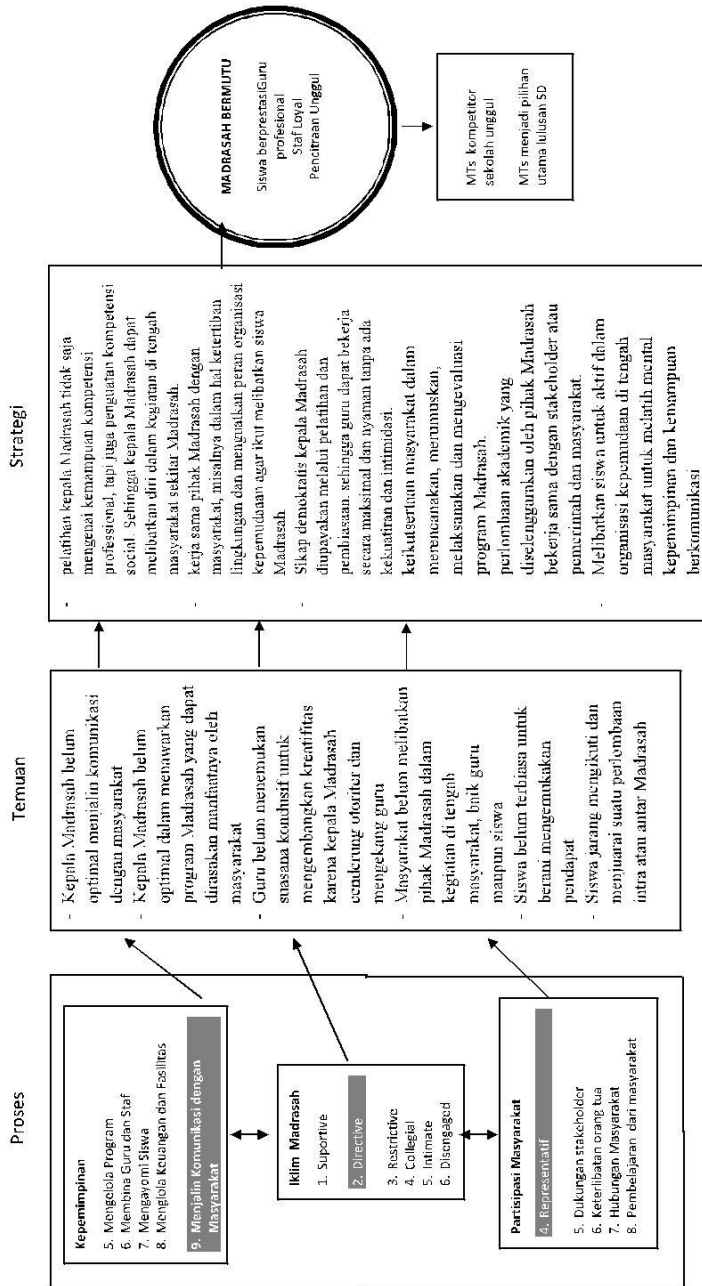 Proses
Kepemimpinan
5. Mengelola Program
6. Membina Guru dan Staf
7. Mengayomi Siswa
8. Menglola Keuangan dan Fasilitas
9. Menjalin Komunikasi dengan
Masyarakat
Iklim Madrasah
1. Suportive
2. Directive
3. Restrictive
4. Collegial
5. Intimate
6. Disengaged
Partisipasi Masyarakat
4. Representatif
5. Dukungan stakeholder
6. Keterlibatan orang tua
7. Hubungan Masyarakat
8. Pembelajaran dari masyarakat
Temuan
- Kepala Madrasah belum
optimal menjalin komunikasi
dengan masyarakat
- Kepala Madrasah belum
optimal dalam menawarkan
program Madrasah yang dapat
dirasakan manfaatnya oleh
masyarakat
- Guru belum menemukan
suasana kondusif untuk
mengembangkan kreatifitas
karena kepala Madrasah
cenderung otoriter dan
mengekang guru
- Masyarakat belum melibatkan
pihak Madrasah dalam
kegiatan di tengah
masyarakat, baik guru
maupun siswa
- Siswa belum terbiasa untuk
berani mengemukakan
pendapat
- Siswa jarang mengikuti dan
menjuarai suatu perlombaan
intra atau antar Madrasah
Strategi
- pelatihan kepala Madrasah tidak saja
mengenai kemampuan kompetensi
professional, tapi juga penguatan kompetensi
social. Sehingga kepala Madrasah dapat
melibatkan diri dalam kegiatan di tengah
masyarakat sekitar Madrasah.
- kerja sama pihak Madrasah dengan
masyarakat, misalnya dalam hal ketertiban
lingkungan dan menguatkan peran organisasi
kepemudaan agar ikut melibatkan siswa
Madrasah
- Sikap demokratis kepala Madrasah
diupayakan melalui pelatihan dan
pembiasaan. sehingga guru dapat bekerja
secara maksimal dan nyaman tanpa ada
kekuatiran dan intimidasi.
- keikutsertaan masyarakat dalam
merencanakan, merumuskan,
melaksanakan dan mengevaluasi
program Madrasah.
- perlombaan akademik yang
diselenggarakan oleh pihak Madrasah
bekerja sama dengan stakeholder atau
pemerintah dan masyarakat.
- Melibatkan siswa untuk aktif dalam
organisasi kepemudaan di tengah
masyarakat untuk melatih mental
kepemimpinan dan kemampuan
berkomunikasi
MADRASAH BERMUTU
Siswa berprestasiGuru
profesional
Staf Loyal
Pencitraan Unggul
MTs kompetitor
sekolah unggul
MTs menjadi pilihan
utama lulusan SD